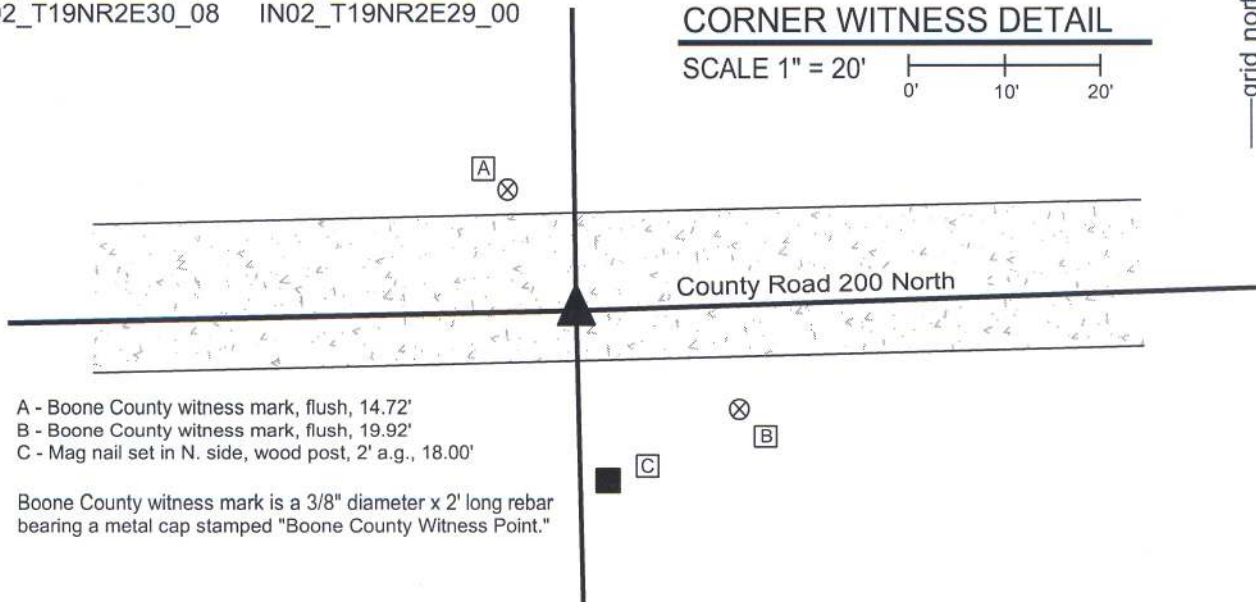 IN02_T19NR2E29_00
CORNER WITNESS DETAIL
SCALE 1" = 20'
0' 10' 20'
grid
A
County Road 200 North
A - Boone County witness mark, flush, 14.72'
B - Boone County witness mark, flush, 19.92'
C - Mag nail set in N. side, wood post, 2' a.g., 18.00'
B
C
Boone County witness mark is a 3/8" diameter x 2' long rebar
bearing a metal cap stamped "Boone County Witness Point."